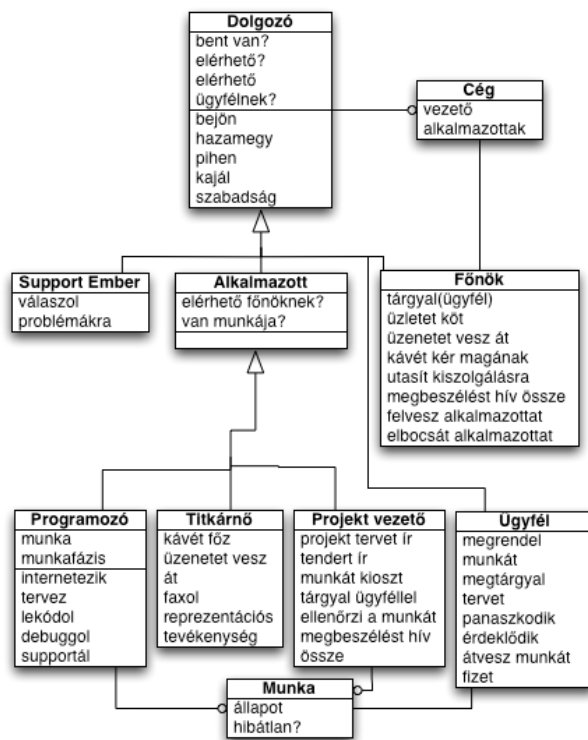 Dolgozó
bent van?
elérhető?
elérhető
ügyfélnek?
bejön
hazamegy
pihen
kajál
szabadság
Cég
vezető
alkalmazottak
Support Ember
válaszol
problémákra
Alkalmazott
elérhető főnöknek?
van munkája?
Főnök
tárgyal(ügyfél)
üzletet köt
üzenetet vesz át
kávét kér magának
utasít kiszolgálásra
megbeszélést hív össze
felvesz alkalmazottat
elbocsát alkalmazottat
Programozó
munka
munkafázis
internetezik
tervez
lekódol
debuggol
supportál
Titkárnő
kávét főz
üzenetet vesz
át
faxol
reprezentációs
tevékenység
Projekt vezető
projekt tervet ír
tendert ír
munkát kioszt
tárgyal ügyféllel
ellenőrzi a munkát
megbeszélést hív
össze
Ügyfél
megrendel
munkát
megtárgyal
tervet
panaszkodik
érdeklődik
átvesz munkát
fizet
Munka
állapot
hibátlan?